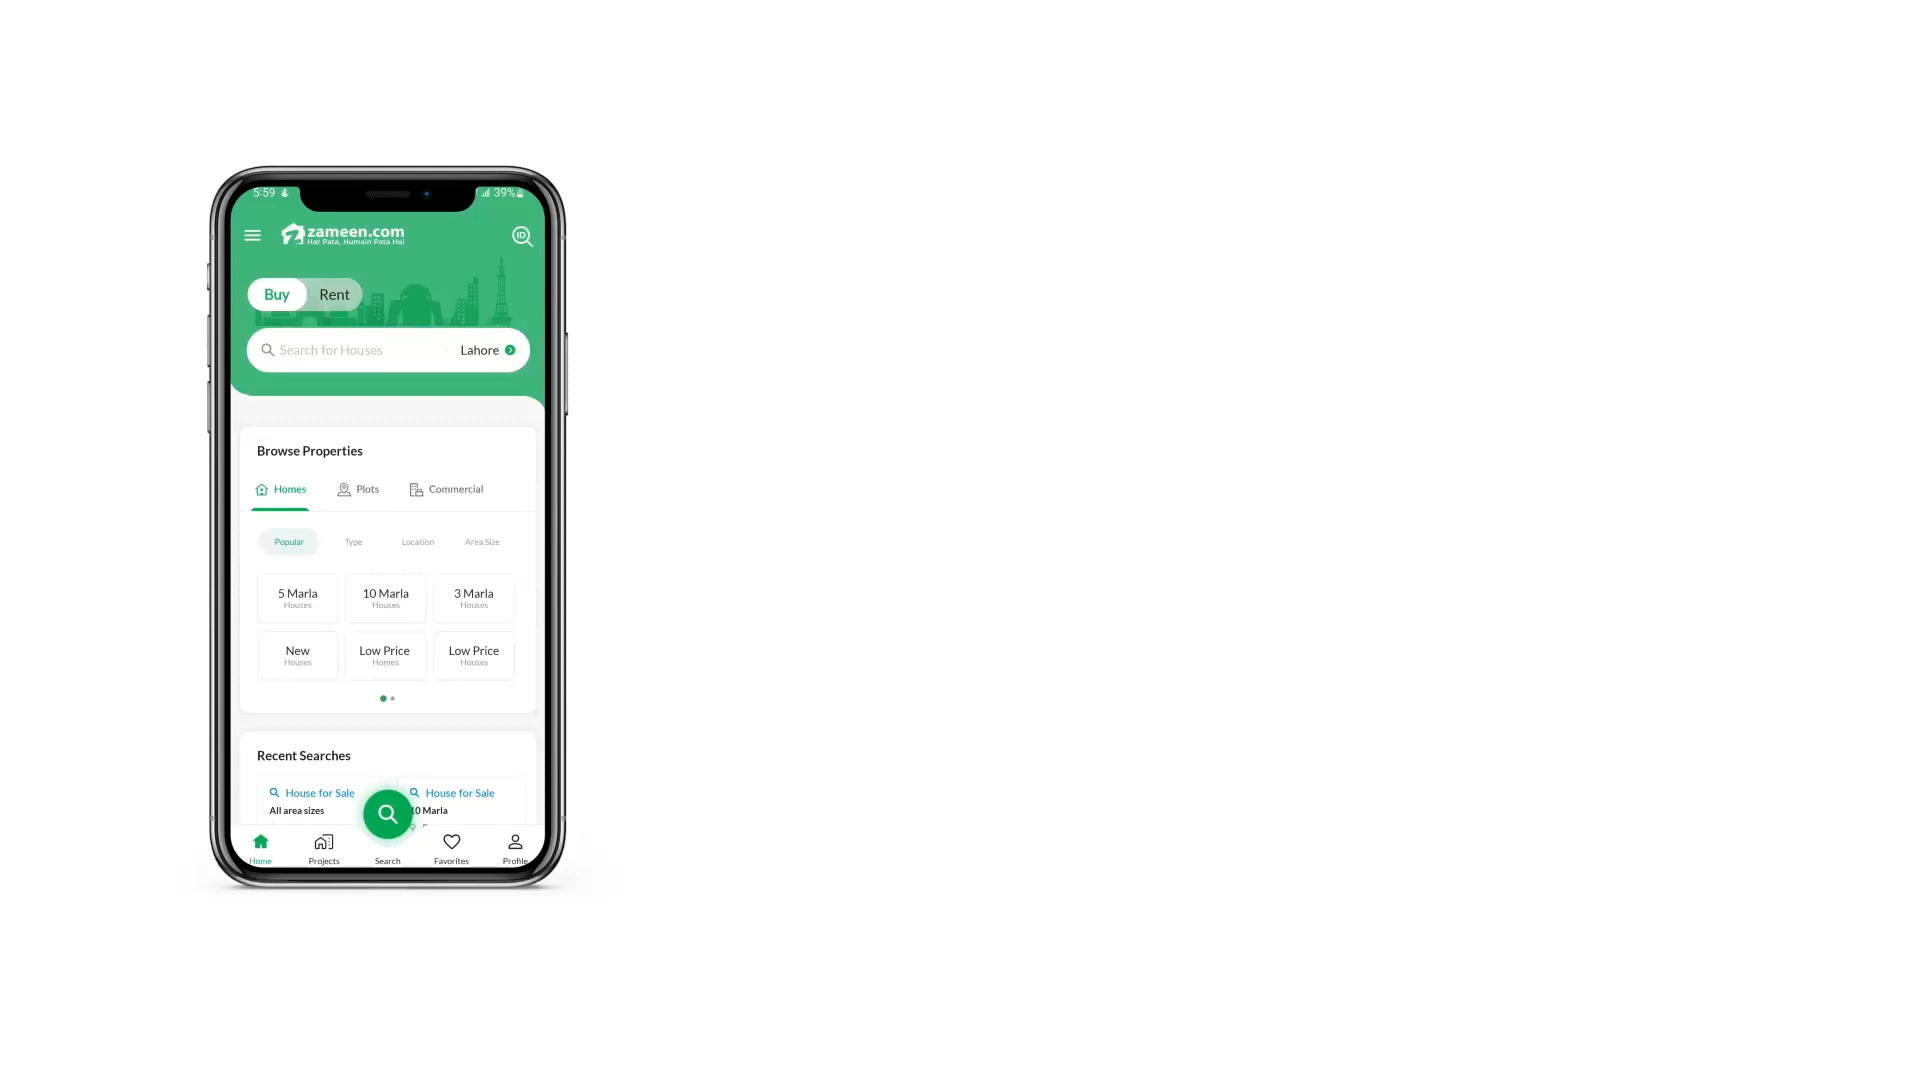 5:59
39%
zameen.com
Har Pata, Humain Pata Hai
ID
Buy
Rent
Search for Houses
Lahore
Browse Properties
Homes
Plots
Commercial
Popular
Type
Location
Area Size
5 Marla
Houses
10 Marla
Houses
3 Marla
Houses
New
Houses
Low Price
Homes
Low Price
Houses
Recent Searches
House for Sale
All area sizes
House for Sale
10 Marla
Home
Projects
Search
Favorites
Profile